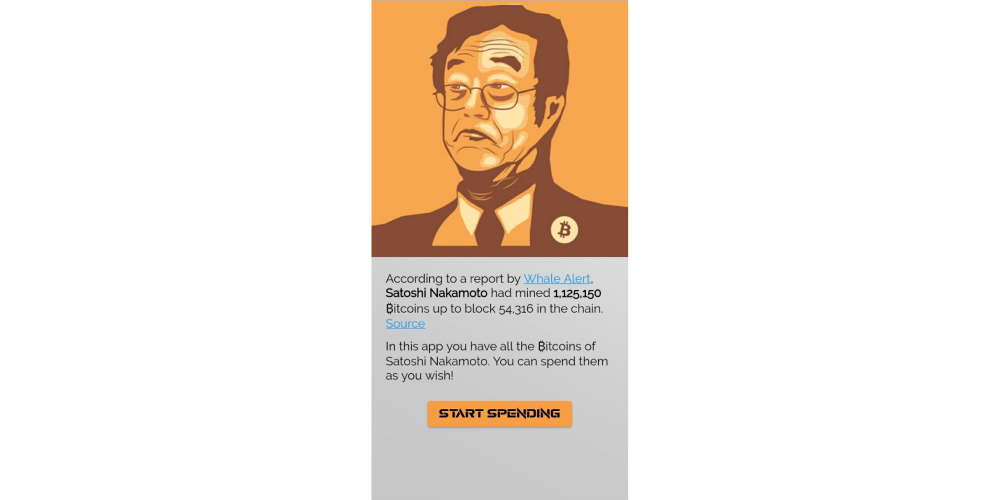 ₿
According to a report by Whale Alert,
Satoshi Nakamoto had mined 1,125,150
₿itcoins up to block 54,316 in the chain.
Source
In this app you have all the ₿itcoins of
Satoshi Nakamoto. You can spend them
as you wish!
START SPENDING